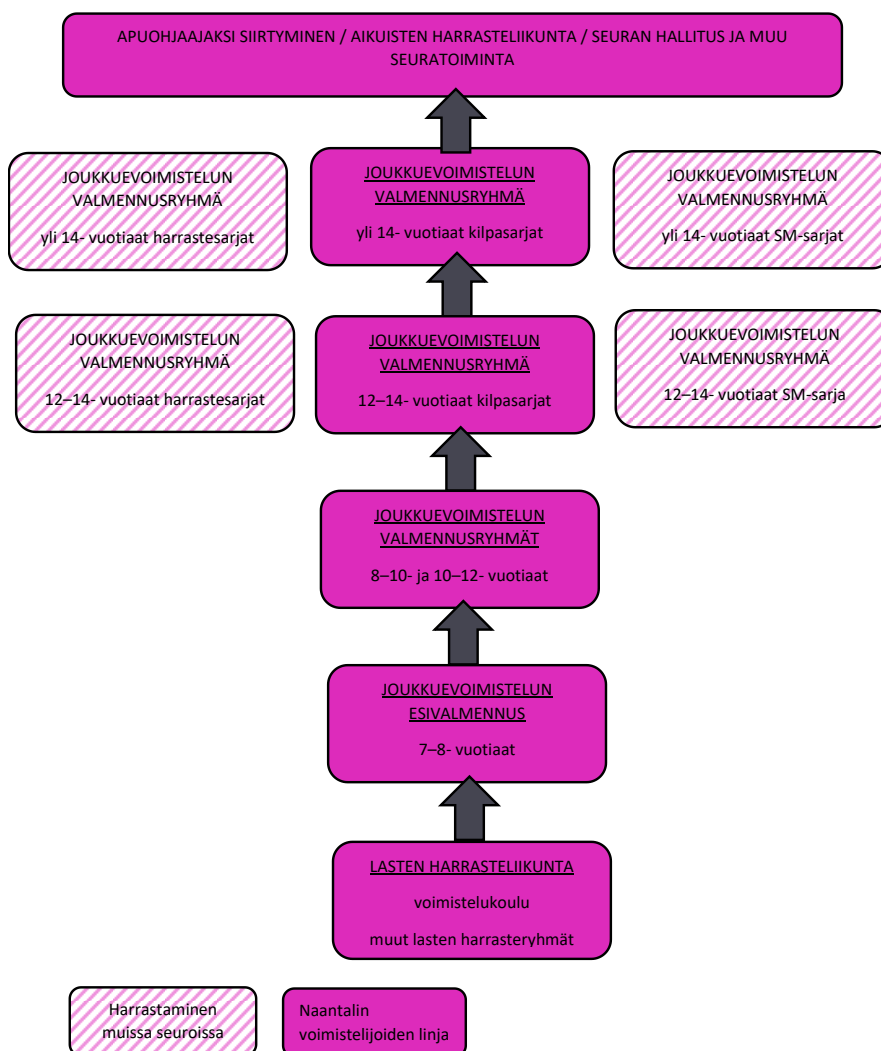 APUOHJAAJAKSI SIIRTYMINEN / AIKUISTEN HARRASTELIIKUNTA / SEURAN HALLITUS JA MUU
SEURATOIMINTA
JOUKKUEVOIMISTELUN
VALMENNUSRYHMÄ
yli 14- vuotiaat harrastesarjat
JOUKKUEVOIMISTELUN
VALMENNUSRYHMÄ
yli 14- vuotiaat kilpasarjat
JOUKKUEVOIMISTELUN
VALMENNUSRYHMÄ
yli 14- vuotiaat SM-sarjat
JOUKKUEVOIMISTELUN
VALMENNUSRYHMÄ
12–14- vuotiaat harrastesarjat
JOUKKUEVOIMISTELUN
VALMENNUSRYHMÄ
12–14- vuotiaat kilpasarjat
JOUKKUEVOIMISTELUN
VALMENNUSRYHMÄ
12–14- vuotiaat SM-sarja
JOUKKUEVOIMISTELUN
VALMENNUSRYHMÄT
8–10- ja 10–12- vuotiaat
JOUKKUEVOIMISTELUN
ESIVALMENNUS
7–8- vuotiaat
LASTEN HARRASTELIIKUNTA
voimistelukoulu
muut lasten harrasteryhmät
Harrastaminen
muissa seuroissa
Naantalin
voimistelijoiden linja